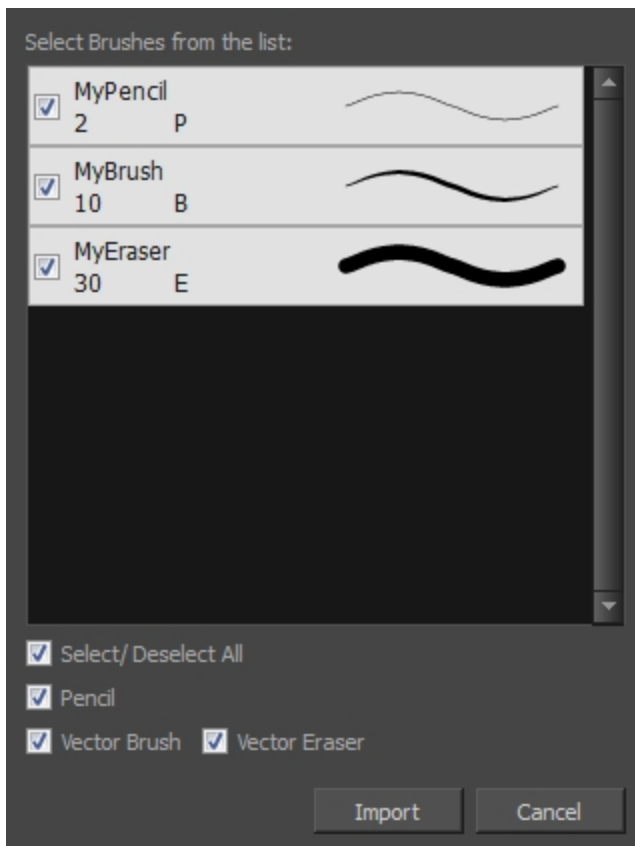 Select Brushes from the list:
MyPencil
2 P
MyBrush
10 B
MyEraser
30 E
Select/ Deselect All
Pencil
Vector Brush Vector Eraser
Import Cancel